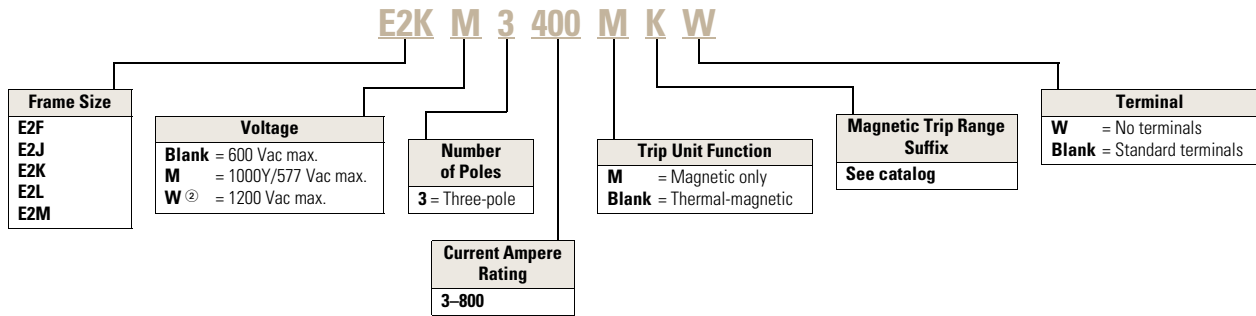 E2K M 3 400 M K W
Frame Size
E2F
E2J
E2K
E2L
E2M
Voltage
Blank = 600 Vac max.
M = 1000Y/577 Vac max.
W ② = 1200 Vac max.
Number
of Poles
3 = Three-pole
Current Ampere
Rating
3–800
Trip Unit Function
M = Magnetic only
Blank = Thermal-magnetic
Magnetic Trip Range
Suffix
See catalog
Terminal
W = No terminals
Blank = Standard terminals